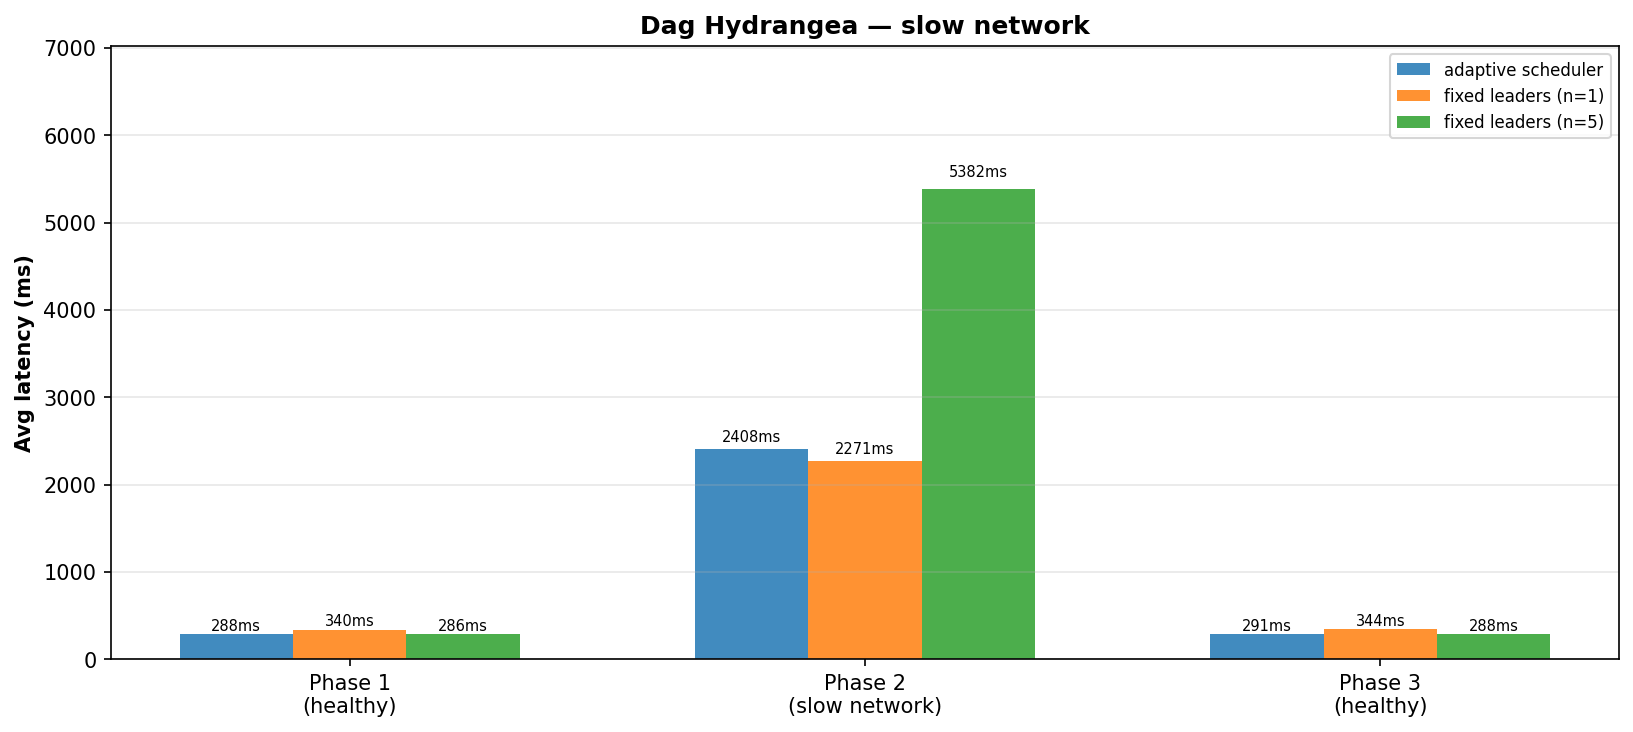 Dag Hydrangea — slow network
Avg latency (ms)
7000
6000
5000
4000
3000
2000
1000
0
adaptive scheduler
fixed leaders (n=1)
fixed leaders (n=5)
288ms
340ms
286ms
2408ms
2271ms
5382ms
291ms
344ms
288ms
Phase 1
(healthy)
Phase 2
(slow network)
Phase 3
(healthy)